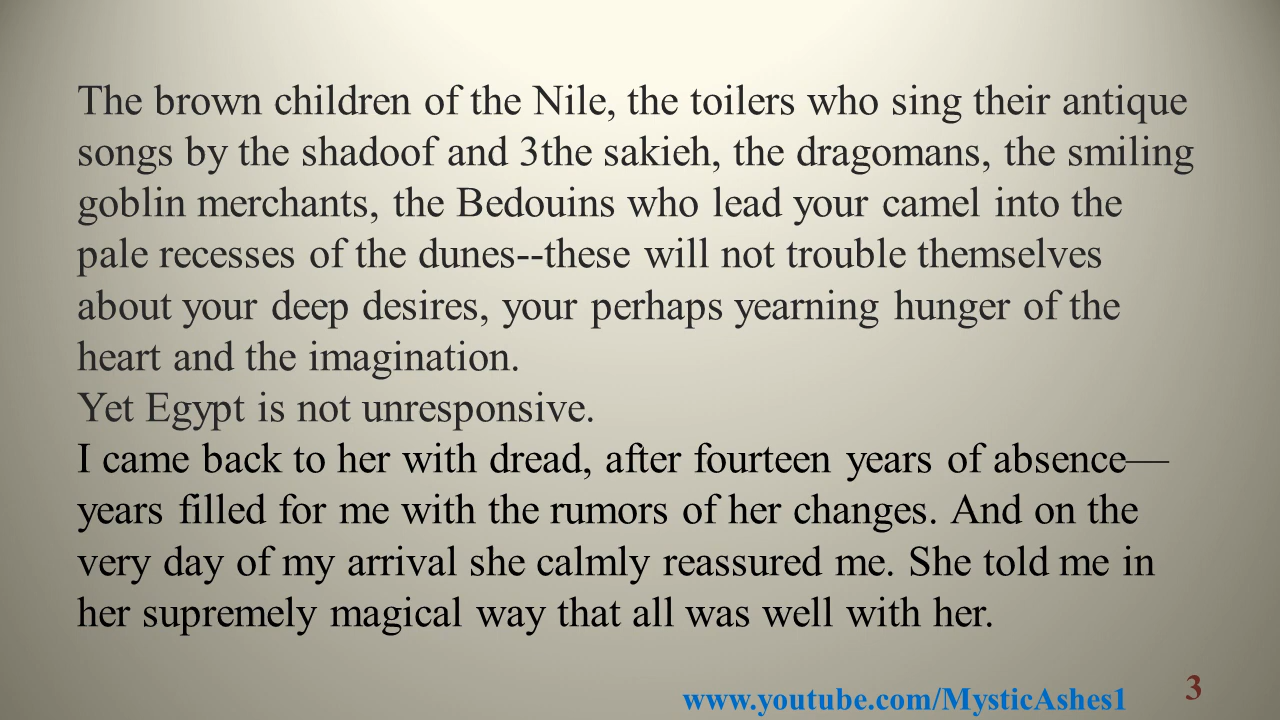 The brown children of the Nile, the toilers who sing their antique
songs by the shadoof and 3the sakieh, the dragomans, the smiling
goblin merchants, the Bedouins who lead your camel into the
pale recesses of the dunes--these will not trouble themselves
about your deep desires, your perhaps yearning hunger of the
heart and the imagination.
Yet Egypt is not unresponsive.
I came back to her with dread, after fourteen years of absence—
years filled for me with the rumors of her changes. And on the
very day of my arrival she calmly reassured me. She told me in
her supremely magical way that all was well with her.
www.youtube.com/MysticAshes1
3